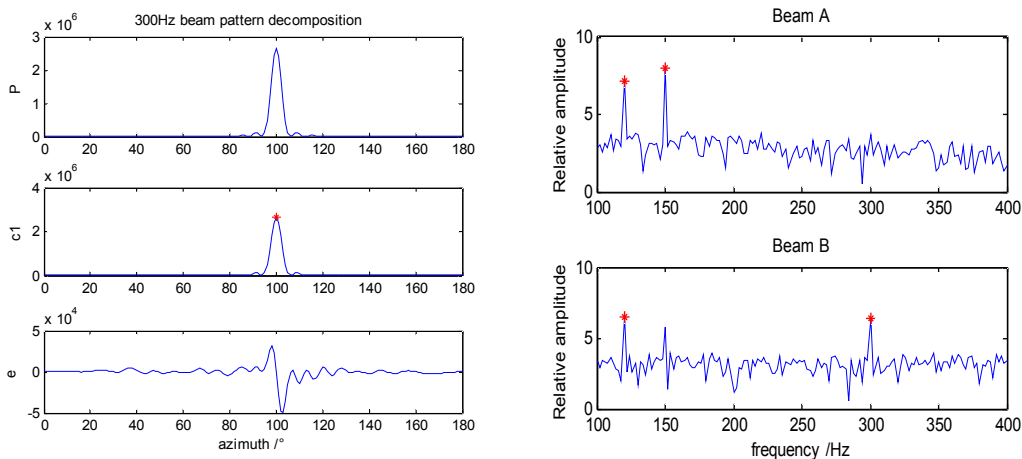 300Hz beam pattern decomposition
x 10^6
3
2
1
0
P
0 20 40 60 80 100 120 140 160 180
x 10^6
4
2
0
c1
0 20 40 60 80 100 120 140 160 180
x 10^4
5
0
-5
e
0 20 40 60 80 100 120 140 160 180
azimuth /°
Beam A
10
5
0
Relative amplitude
100 150 200 250 300 350 400
Beam B
10
5
0
Relative amplitude
100 150 200 250 300 350 400
frequency /Hz